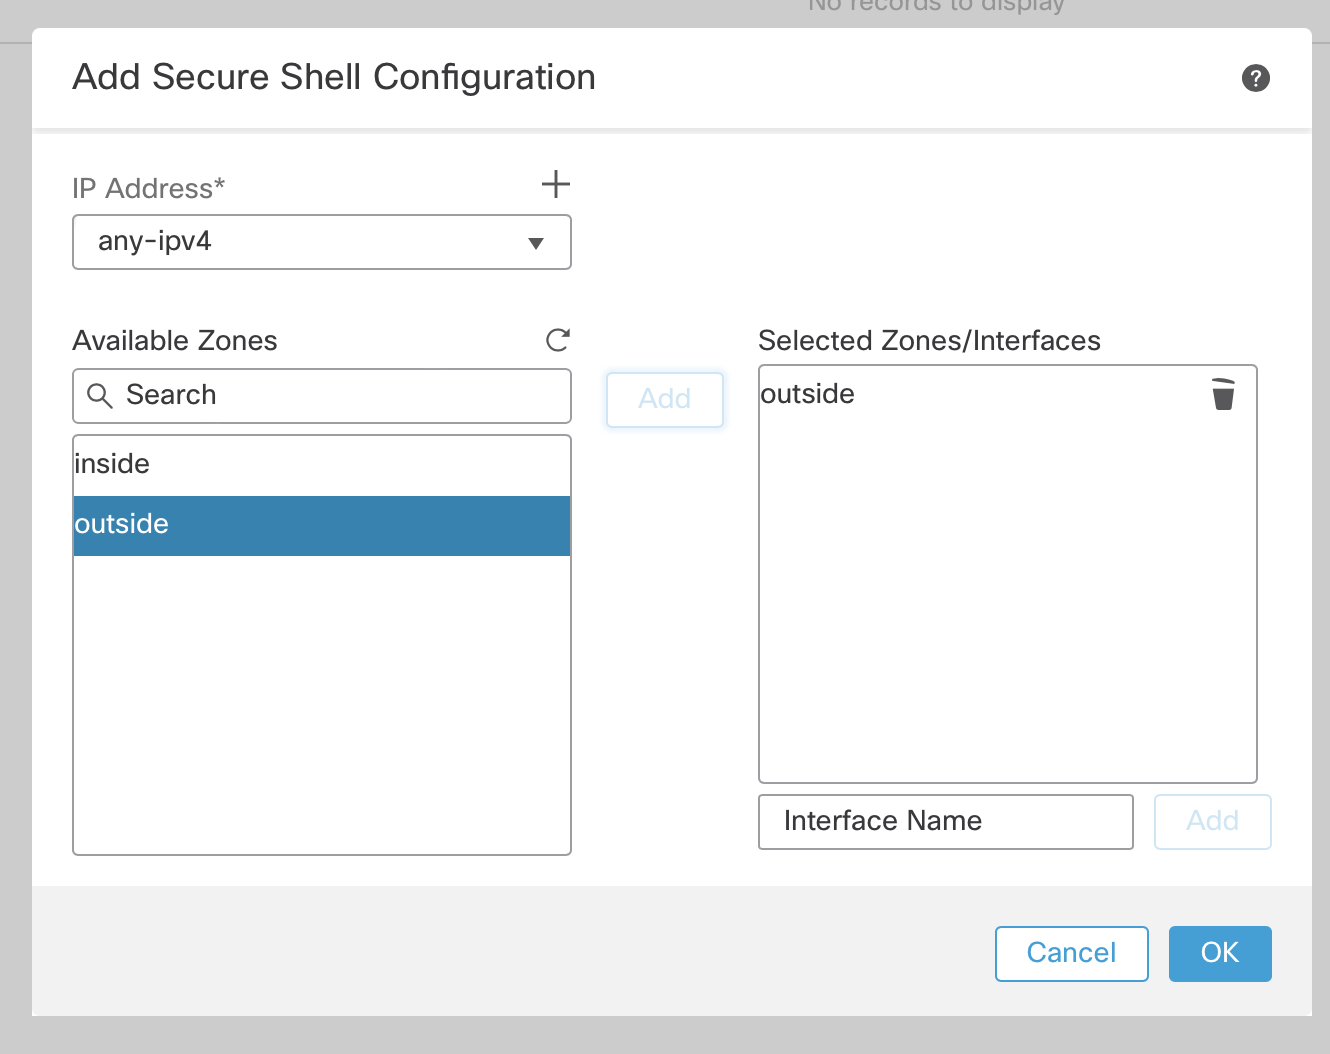 No records to display
Add Secure Shell Configuration
?
IP Address*
any-ipv4
Available Zones
Search
inside
outside
Add
Selected Zones/Interfaces
outside
Interface Name
Add
Cancel
OK